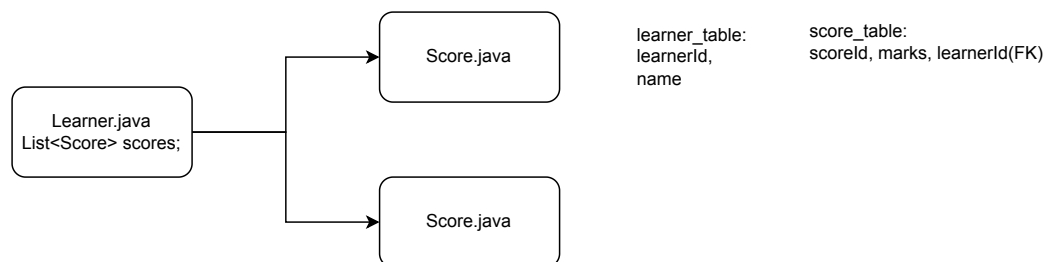 Learner.java
List<Score> scores;
Score.java
Score.java
learner_table:
learnerId,
name
score_table:
scoreId, marks, learnerId(FK)